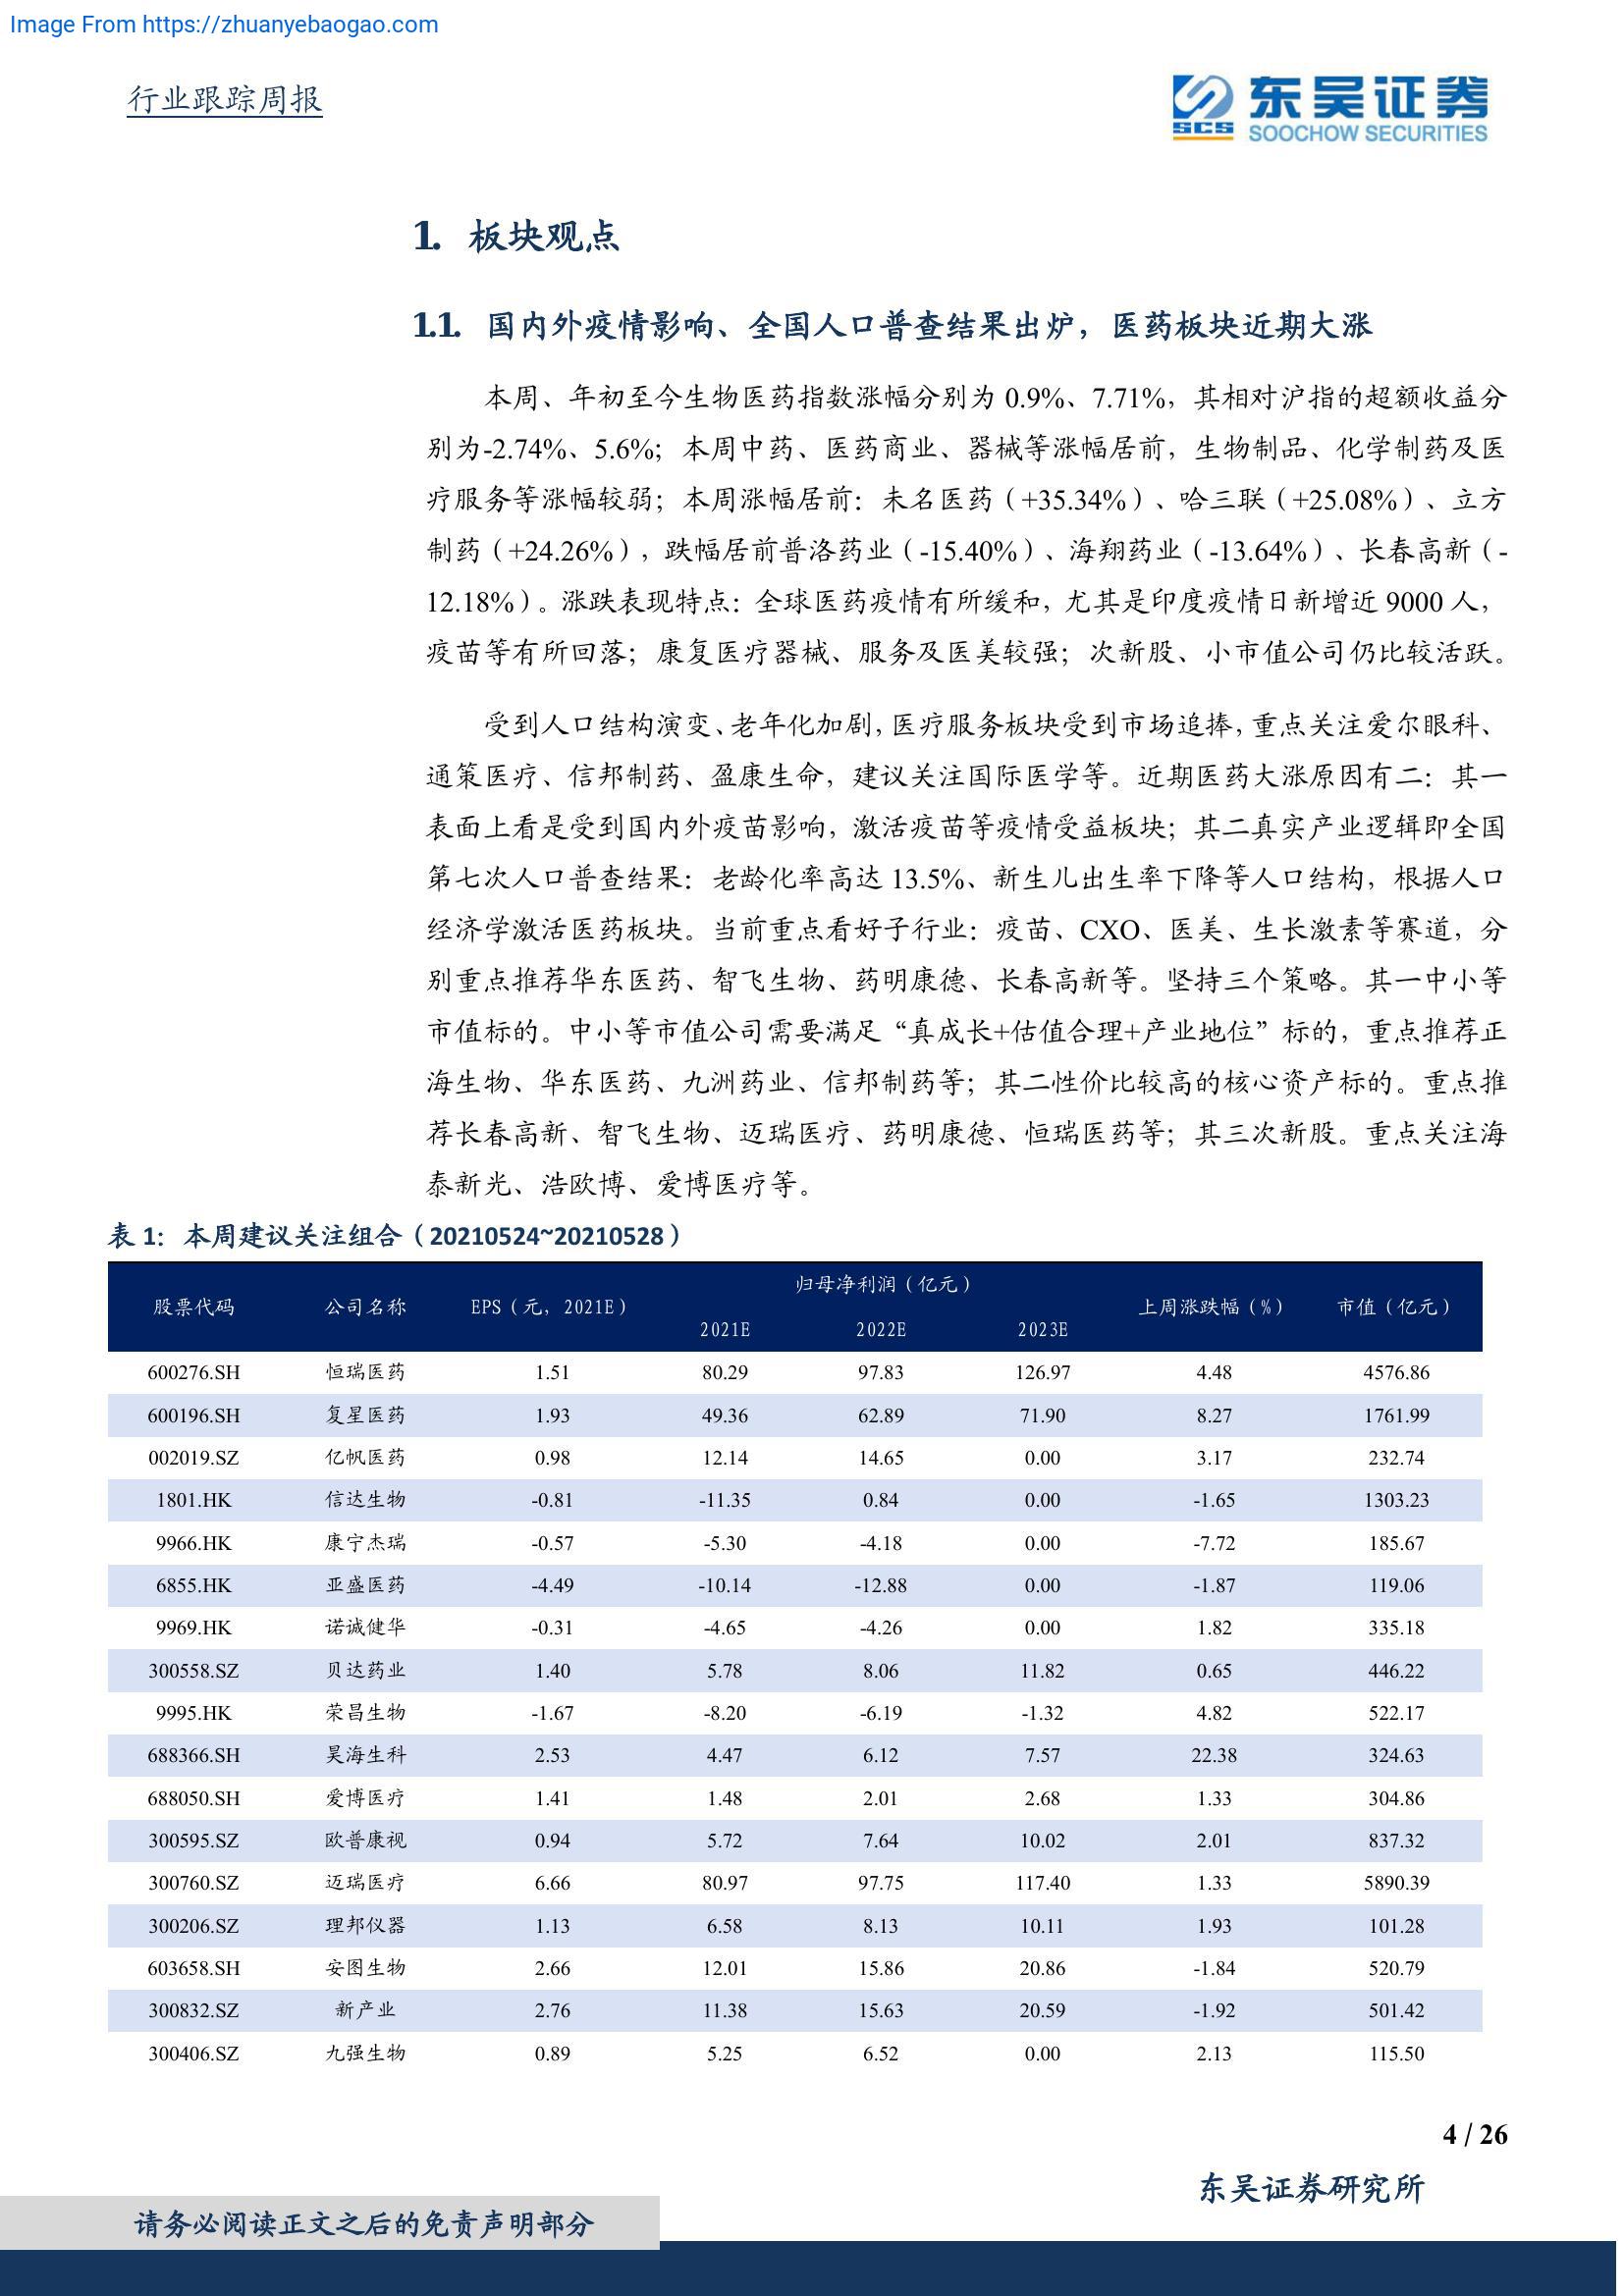 Image From https://zhuanyebaogao.com
行业跟踪周报
东吴证券
SCS
SOOCHOW SECURITIES
1. 板块观点
1.1. 国内外疫情影响、全国人口普查结果出炉，医药板块近期大涨
本周、年初至今生物医药指数涨幅分别为 0.9%、7.71%，其相对沪指的超额收益分
别为-2.74%、5.6%；本周中药、医药商业、器械等涨幅居前，生物制品、化学制药及医
疗服务等涨幅较弱；本周涨幅居前：未名医药（+35.34%）、哈三联（+25.08%）、立方
制药（+24.26%），跌幅居前普洛药业（-15.40%）、海翔药业（-13.64%）、长春高新（-
12.18%）。涨跌表现特点：全球医药疫情有所缓和，尤其是印度疫情日新增近 9000 人，
疫苗等有所回落；康复医疗器械、服务及医美较强；次新股、小市值公司仍比较活跃。
受到人口结构演变、老年化加剧，医疗服务板块受到市场追捧，重点关注爱尔眼科、
通策医疗、信邦制药、盈康生命，建议关注国际医学等。近期医药大涨原因有二：其一
表面上看是受到国内外疫苗影响，激活疫苗等疫情受益板块；其二真实产业逻辑即全国
第七次人口普查结果：老龄化率高达 13.5%、新生儿出生率下降等人口结构，根据人口
经济学激活医药板块。当前重点看好子行业：疫苗、CXO、医美、生长激素等赛道，分
别重点推荐华东医药、智飞生物、药明康德、长春高新等。坚持三个策略。其一中小等
市值标的。中小等市值公司需要满足“真成长+估值合理+产业地位”标的，重点推荐正
海生物、华东医药、九洲药业、信邦制药等；其二性价比较高的核心资产标的。重点推
荐长春高新、智飞生物、迈瑞医疗、药明康德、恒瑞医药等；其三次新股。重点关注海
泰新光、浩欧博、爱博医疗等。
表 1：本周建议关注组合（20210524~20210528）
股票代码 公司名称 EPS（元，2021E） 归母净利润（亿元） 上周涨跌幅（%） 市值（亿元）
2021E 2022E 2023E
600276.SH 恒瑞医药 1.51 80.29 97.83 126.97 4.48 4576.86
600196.SH 复星医药 1.93 49.36 62.89 71.90 8.27 1761.99
002019.SZ 亿帆医药 0.98 12.14 14.65 0.00 3.17 232.74
1801.HK 信达生物 -0.81 -11.35 0.84 0.00 -1.65 1303.23
9966.HK 康宁杰瑞 -0.57 -5.30 -4.18 0.00 -7.72 185.67
6855.HK 亚盛医药 -4.49 -10.14 -12.88 0.00 -1.87 119.06
9969.HK 诺诚健华 -0.31 -4.65 -4.26 0.00 1.82 335.18
300558.SZ 贝达药业 1.40 5.78 8.06 11.82 0.65 446.22
9995.HK 荣昌生物 -1.67 -8.20 -6.19 -1.32 4.82 522.17
688366.SH 昊海生科 2.53 4.47 6.12 7.57 22.38 324.63
688050.SH 爱博医疗 1.41 1.48 2.01 2.68 1.33 304.86
300595.SZ 欧普康视 0.94 5.72 7.64 10.02 2.01 837.32
300760.SZ 迈瑞医疗 6.66 80.97 97.75 117.40 1.33 5890.39
300206.SZ 理邦仪器 1.13 6.58 8.13 10.11 1.93 101.28
603658.SH 安图生物 2.66 12.01 15.86 20.86 -1.84 520.79
300832.SZ 新产业 2.76 11.38 15.63 20.59 -1.92 501.42
300406.SZ 九强生物 0.89 5.25 6.52 0.00 2.13 115.50
4 / 26
东吴证券研究所
请务必阅读正文之后的免责声明部分